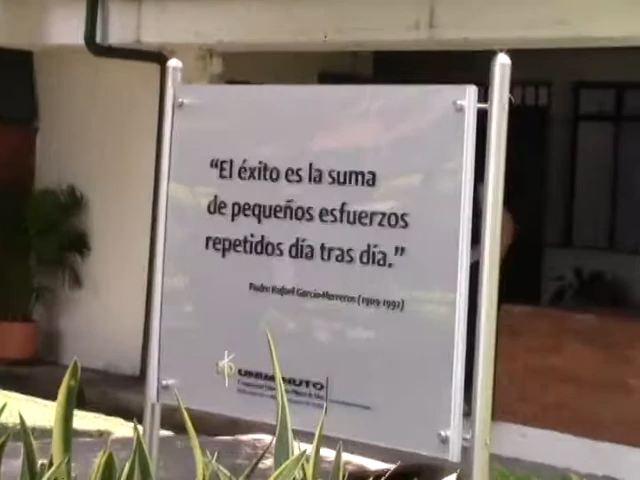 “El éxito es la suma
de pequeños esfuerzos
repetidos día tras día.”
Padre Rafael García-Herreros (1909-1992)
UNIMINUTO